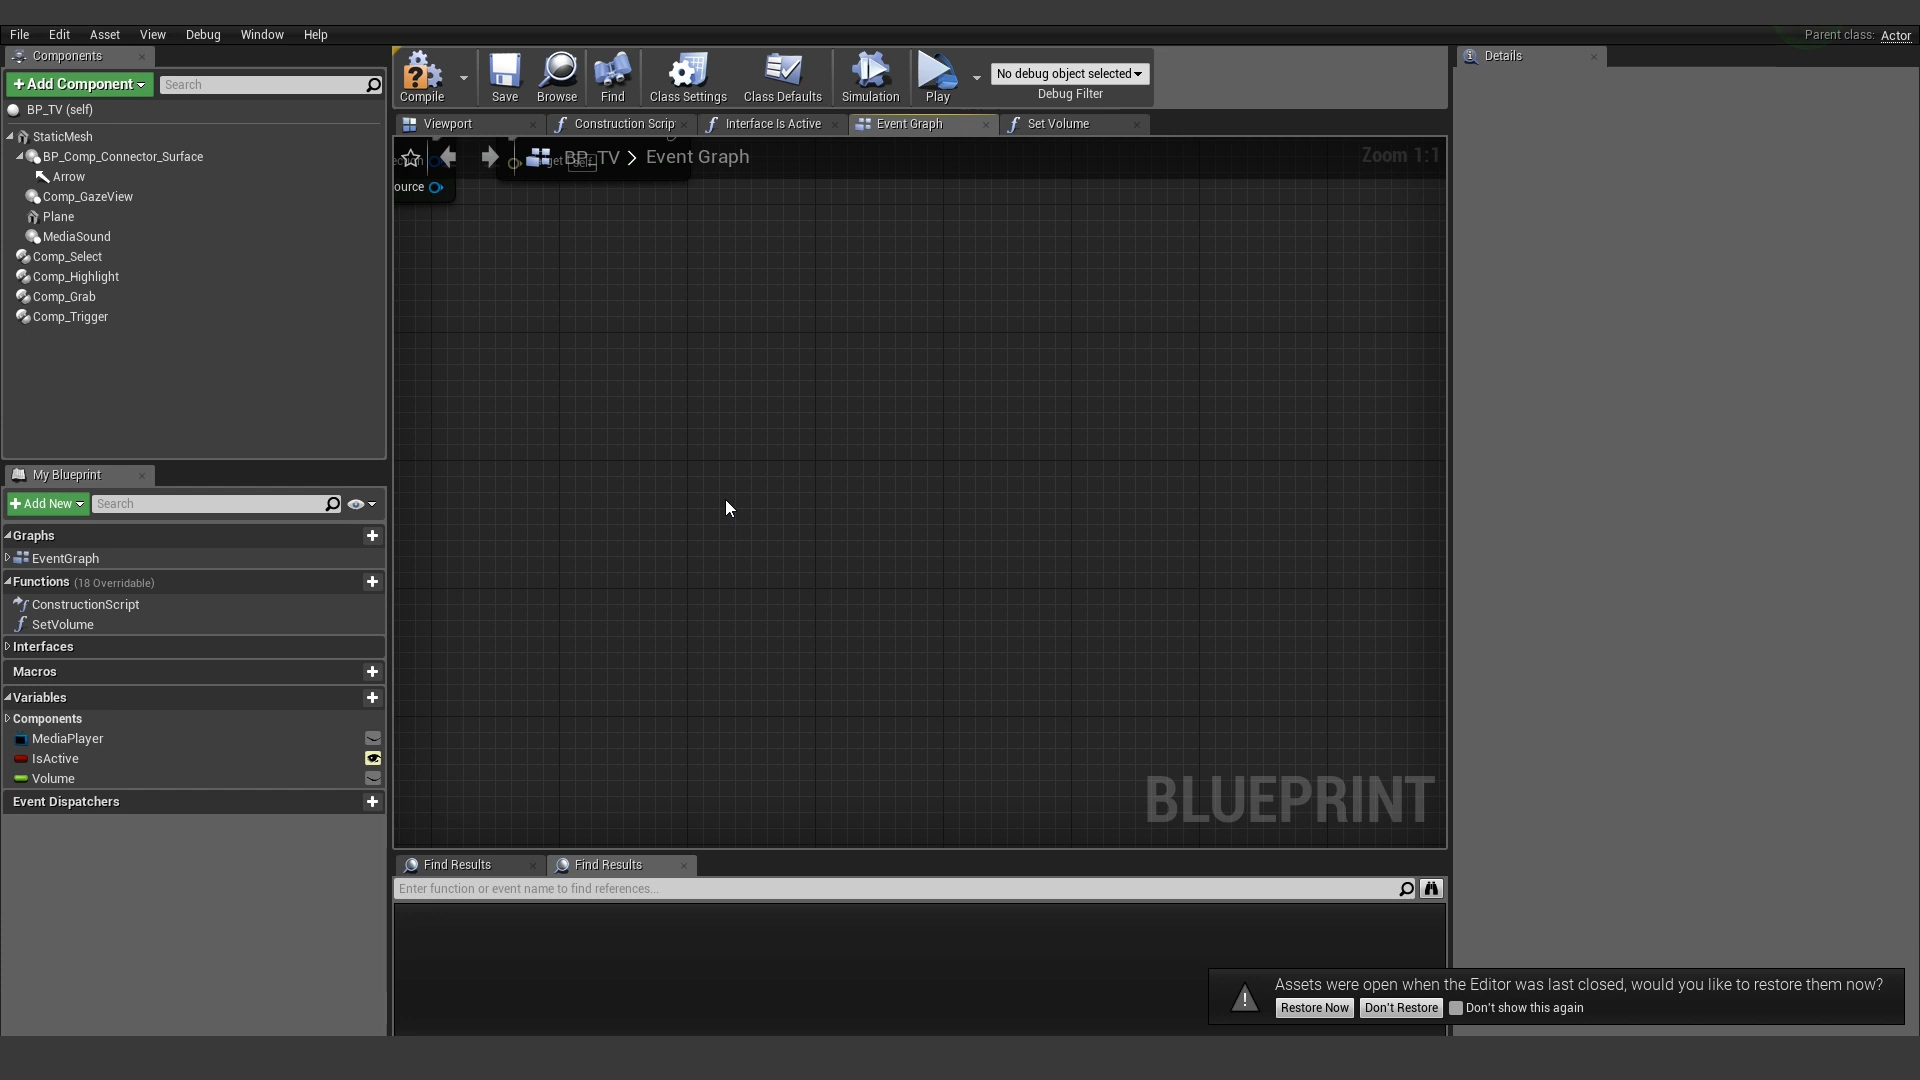 File Edit Asset View Debug Window Help
Parent class: Actor
Components
Add Component
Search
BP_TV (self)
StaticMesh
BP_Comp_Connector_Surface
Arrow
Comp_GazeView
Plane
MediaSound
Comp_Select
Comp_Highlight
Comp_Grab
Comp_Trigger
Compile
Save
Browse
Find
Class Settings
Class Defaults
Simulation
Play
No debug object selected
Debug Filter
Viewport
Construction Scrip
Interface Is Active
Event Graph
Set Volume
BP_TV > Event Graph
Zoom 1:1
ource
BLUEPRINT
My Blueprint
Add New
Search
Graphs
EventGraph
Functions (18 Overridable)
ConstructionScript
SetVolume
Interfaces
Macros
Variables
Components
MediaPlayer
IsActive
Volume
Event Dispatchers
Find Results
Find Results
Enter function or event name to find references...
Details
Assets were open when the Editor was last closed, would you like to restore them now?
Restore Now
Don't Restore
Don't show this again